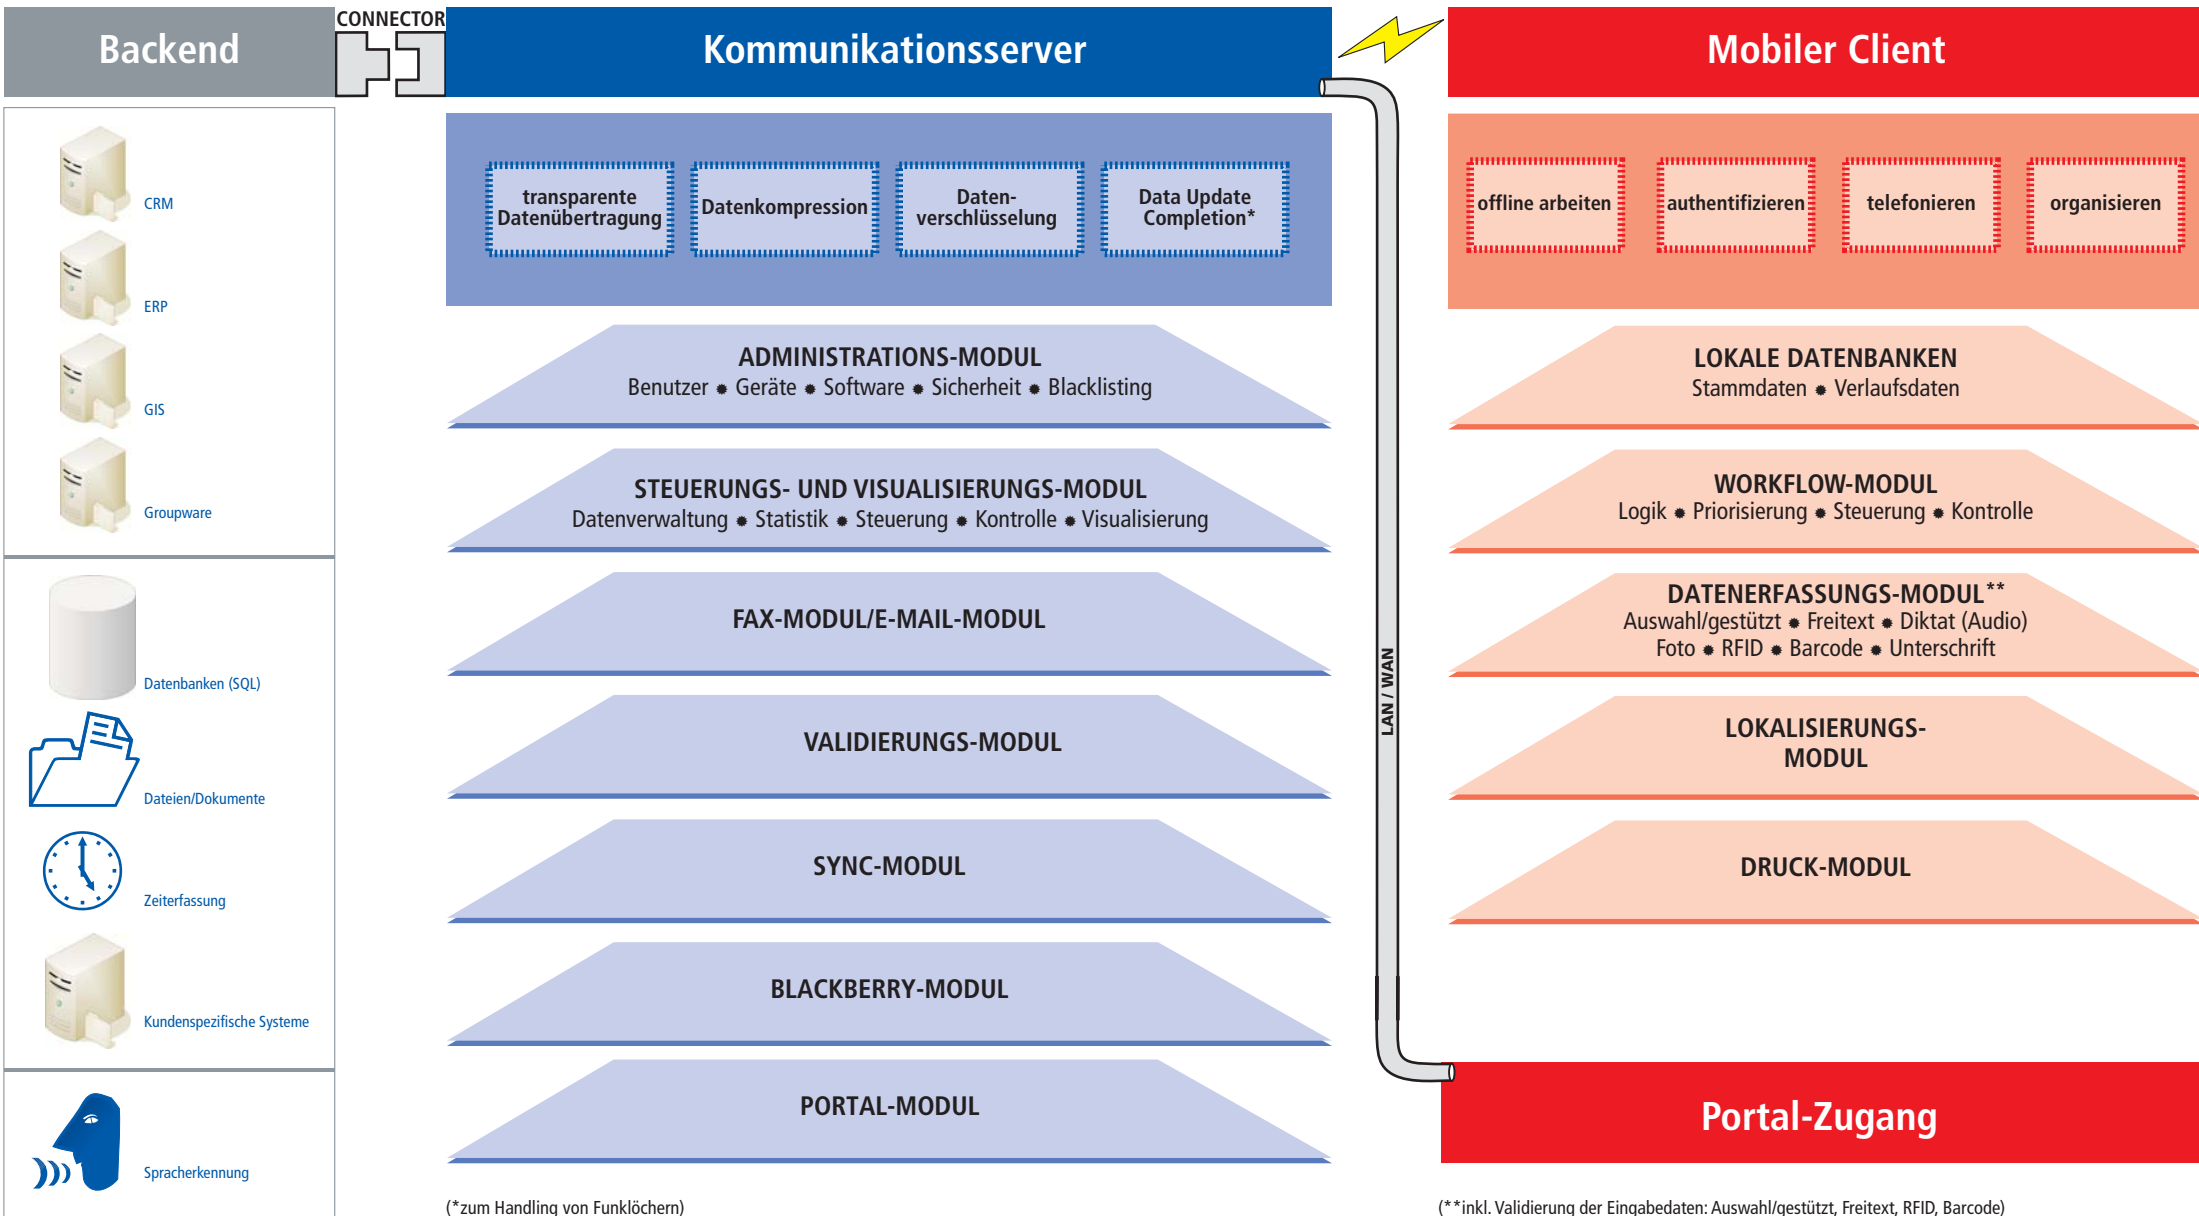 CONNECTOR
Backend
Kommunikationsserver
Mobiler Client
CRM
ERP
GIS
Groupware
Datenbanken (SQL)
Dateien/Dokumente
Zeiterfassung
Kundenspezifische Systeme
Spracherkennung
transparente
Datenübertragung
Datenkompression
Daten-
verschlüsselung
Data Update
Completion*
ADMINISTRATIONS-MODUL
Benutzer ● Geräte ● Software ● Sicherheit ● Blacklisting
STEUERUNGS- UND VISUALISIERUNGS-MODUL
Datenverwaltung ● Statistik ● Steuerung ● Kontrolle ● Visualisierung
FAX-MODUL/E-MAIL-MODUL
VALIDIERUNGS-MODUL
SYNC-MODUL
BLACKBERRY-MODUL
PORTAL-MODUL
(*zum Handling von Funklöchern)
LAN / WAN
offline arbeiten
authentifizieren
telefonieren
organisieren
LOKALE DATENBANKEN
Stammdaten ● Verlaufsdaten
WORKFLOW-MODUL
Logik ● Priorisierung ● Steuerung ● Kontrolle
DATENERFASSUNGS-MODUL**
Auswahl/gestützt ● Freitext ● Diktat (Audio)
Foto ● RFID ● Barcode ● Unterschrift
LOKALISIERUNGS-
MODUL
DRUCK-MODUL
Portal-Zugang
(**inkl. Validierung der Eingabedaten: Auswahl/gestützt, Freitext, RFID, Barcode)